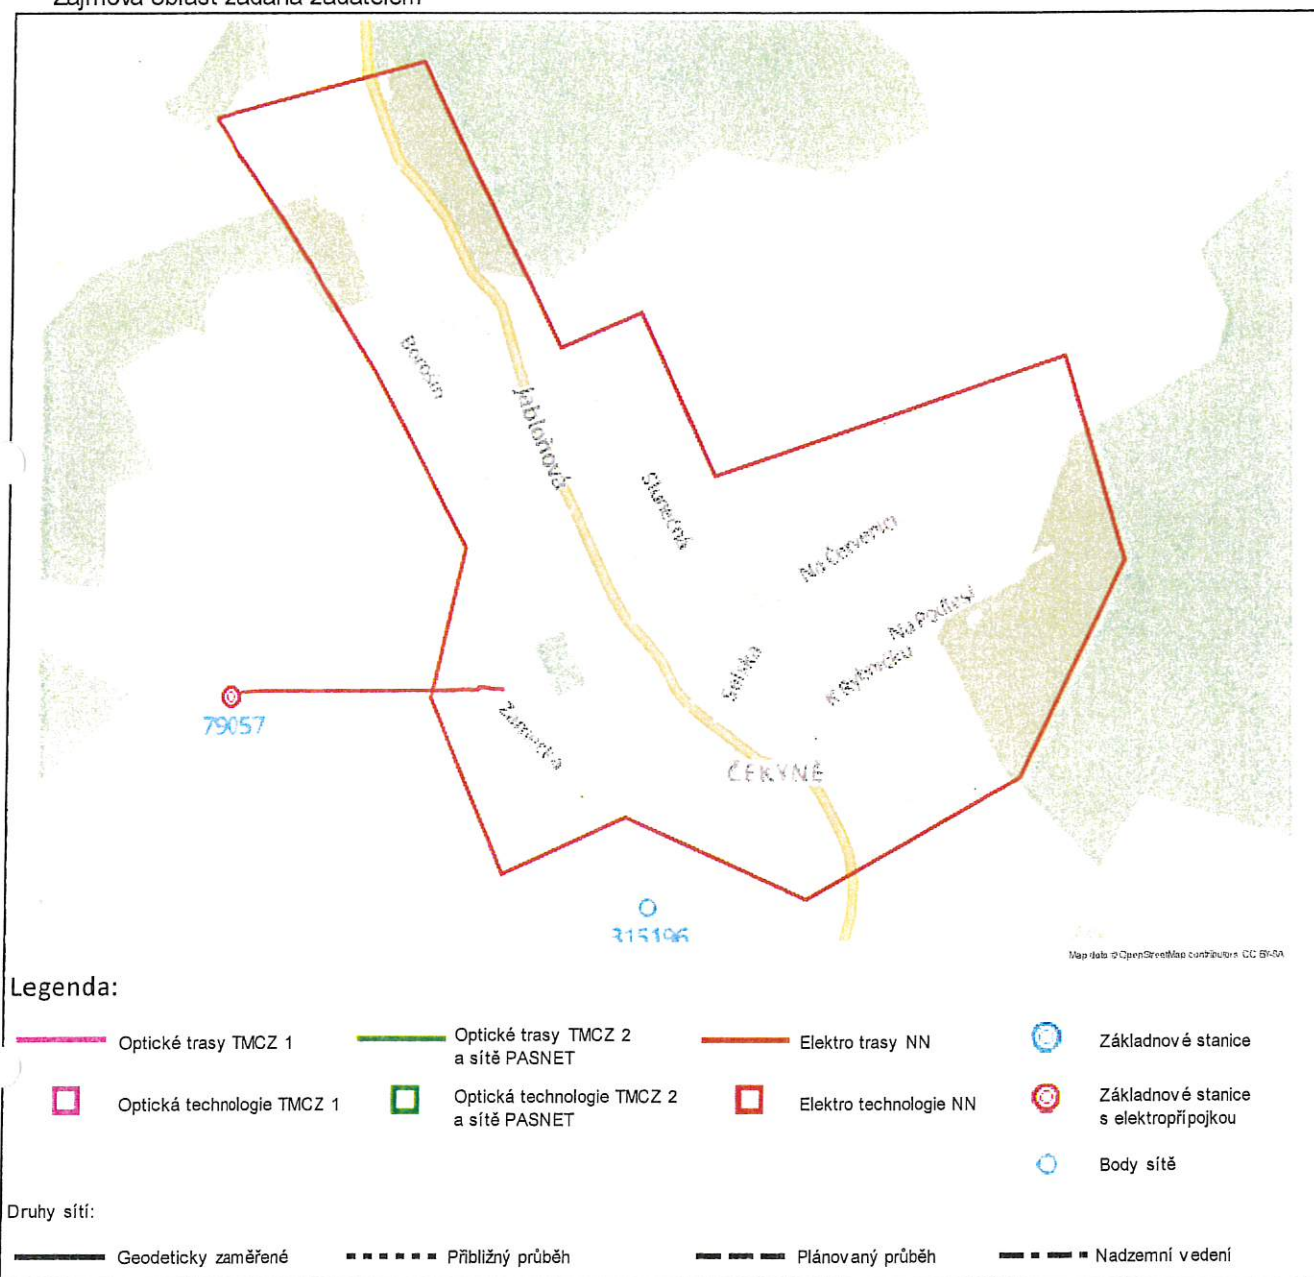 Zájmová oblast zadaná žadatelem
Borošín
Jabloňová
Slunečná
Na Červenici
Na Podlesí
K Rybníčku
Selská
79057
Zámecká
ČEKYNĚ
315196
Map data © OpenStreetMap contributors CC BY-SA
Legenda:
Optické trasy TMCZ 1
Optické trasy TMCZ 2
a sítě PASNET
Elektro trasy NN
Základnové stanice
Optická technologie TMCZ 1
Optická technologie TMCZ 2
a sítě PASNET
Elektro technologie NN
Základnové stanice
s elektropřípojkou
Body sítě
Druhy sítí:
Geodeticky zaměřené
Přibližný průběh
Plánovaný průběh
Nadzemní vedení